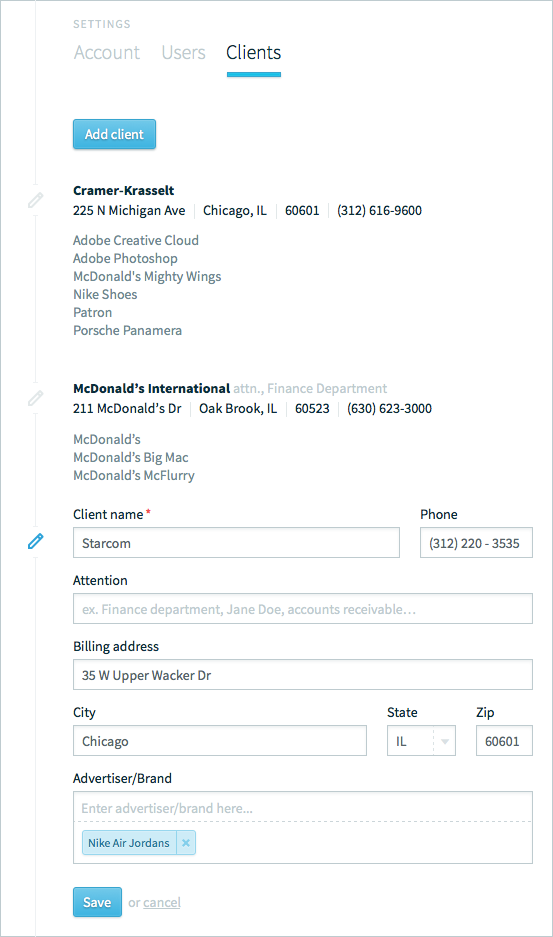 SETTINGS
Account Users Clients
Add client
Cramer-Krasselt
225 N Michigan Ave Chicago, IL 60601 (312) 616-9600
Adobe Creative Cloud
Adobe Photoshop
McDonald's Mighty Wings
Nike Shoes
Patron
Porsche Panamera
McDonald’s International attn., Finance Department
211 McDonald’s Dr Oak Brook, IL 60523 (630) 623-3000
McDonald’s
McDonald’s Big Mac
McDonald’s McFlurry
Client name * Phone
Starcom (312) 220 - 3535
Attention
ex. Finance department, Jane Doe, accounts receivable…
Billing address
35 W Upper Wacker Dr
City State Zip
Chicago IL 60601
Advertiser/Brand
Enter advertiser/brand here...
Nike Air Jordans ×
Save or cancel